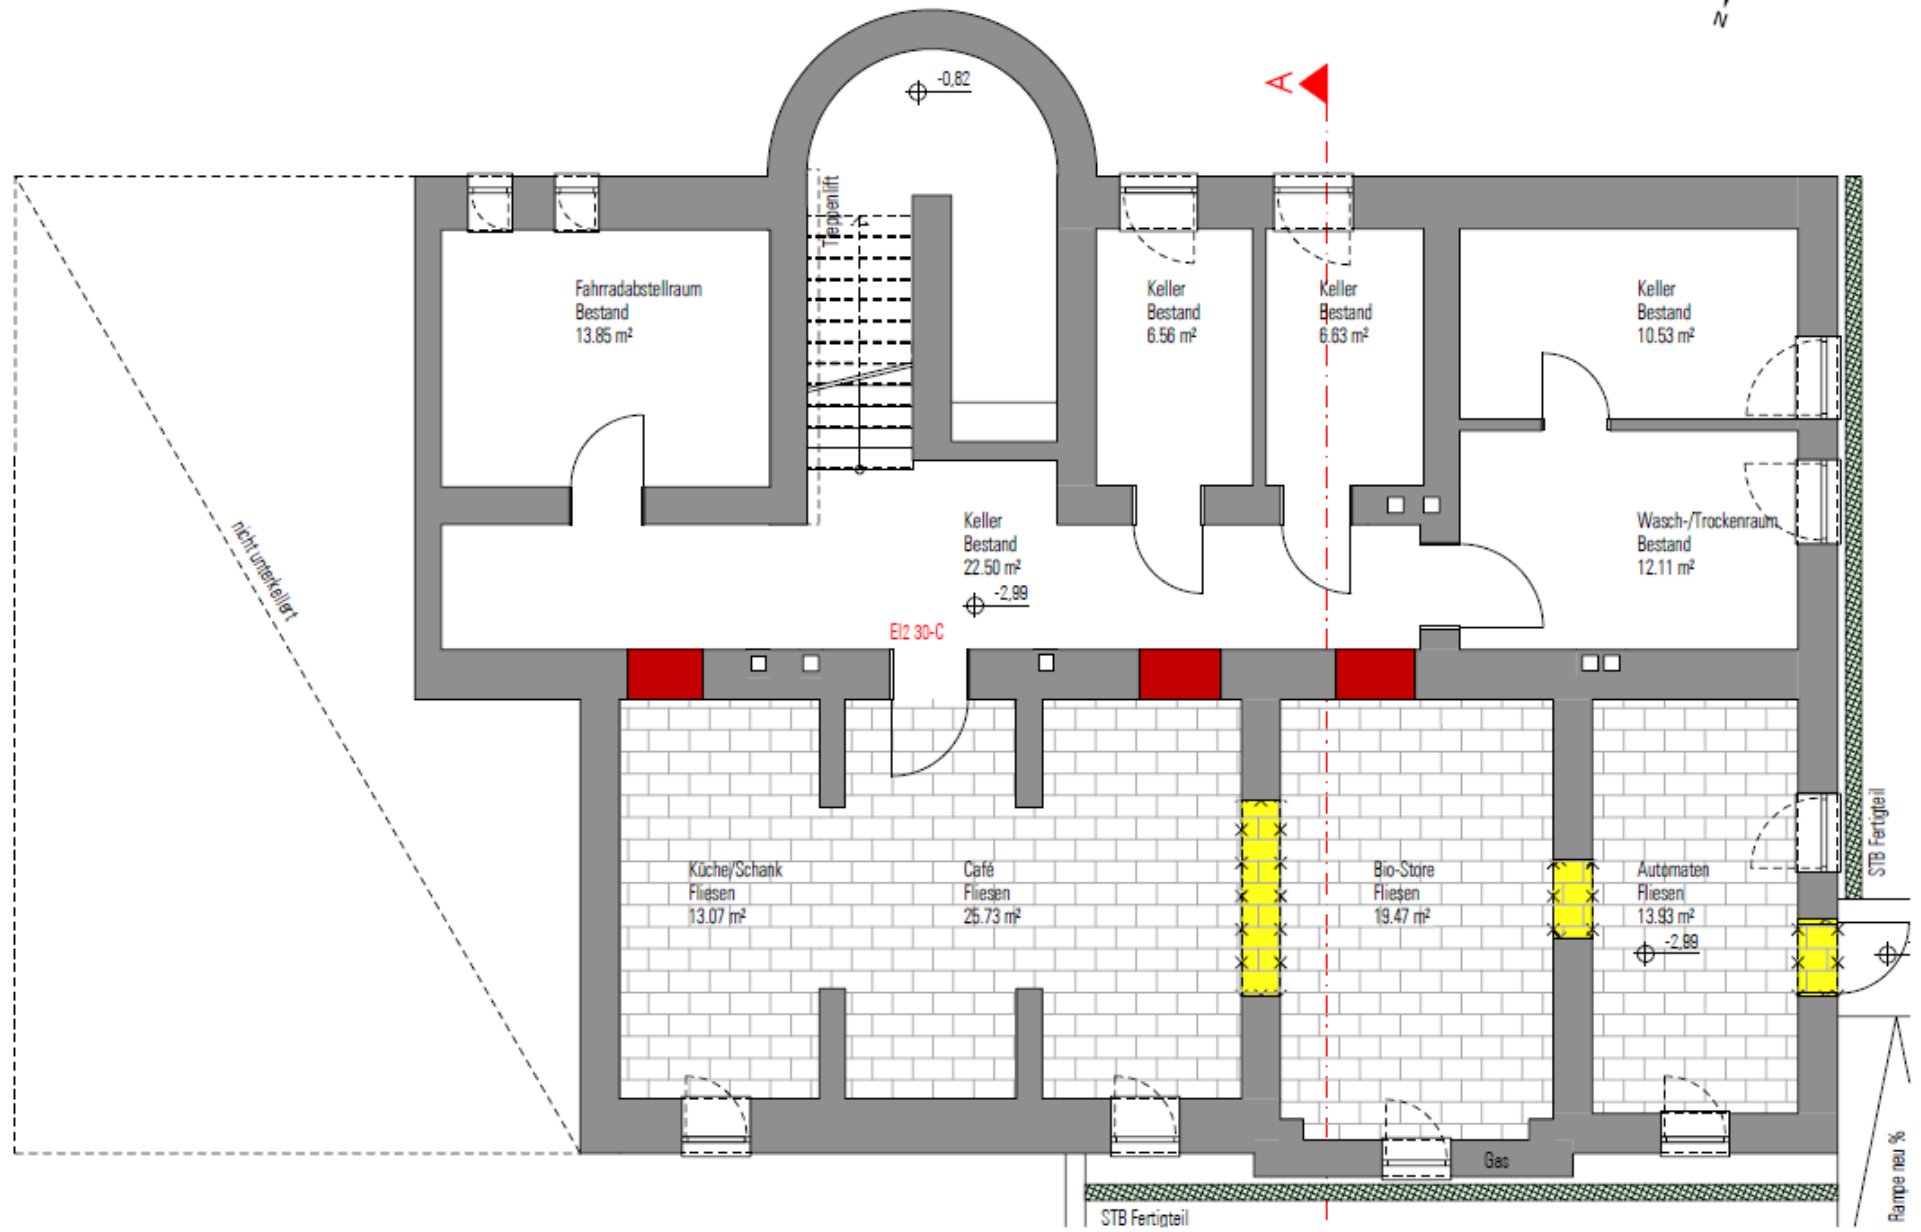 N
-0,82
A
Treppenlift
Fahrradabstellraum
Bestand
13.85 m²
Keller
Bestand
6.56 m²
Keller
Bestand
6.63 m²
Keller
Bestand
10.53 m²
nicht unterkellert
Keller
Bestand
22.50 m²
-2,99
Wasch-/Trockenraum
Bestand
12.11 m²
EI2 30-C
Küche/Schank
Fliesen
13.07 m²
Café
Fliesen
25.73 m²
Bio-Store
Fliesen
19.47 m²
Automaten
Fliesen
13.93 m²
-2,99
STB Fertigteil
Gas
Rampe neu %
STB Fertigteil